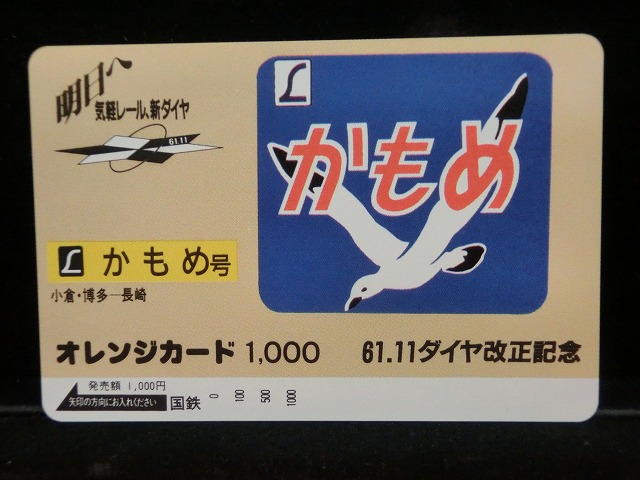 明日へ
気軽レール、新ダイヤ
61.11
L
かもめ
L かもめ号
小倉・博多―長崎
オレンジカード 1,000
61.11ダイヤ改正記念
発売額 1,000円
矢印の方向にお入れください
国鉄
0 100 500 1000